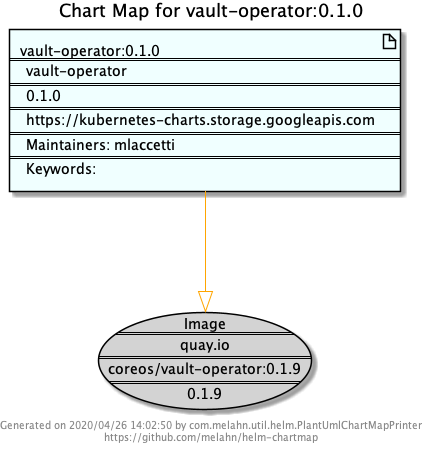 Chart Map for vault-operator:0.1.0
vault-operator:0.1.0
vault-operator
0.1.0
https://kubernetes-charts.storage.googleapis.com
Maintainers: mlaccetti
Keywords:
Image
quay.io
coreos/vault-operator:0.1.9
0.1.9
Generated on 2020/04/26 14:02:50 by com.melahn.util.helm.PlantUmlChartMapPrinter
https://github.com/melahn/helm-chartmap